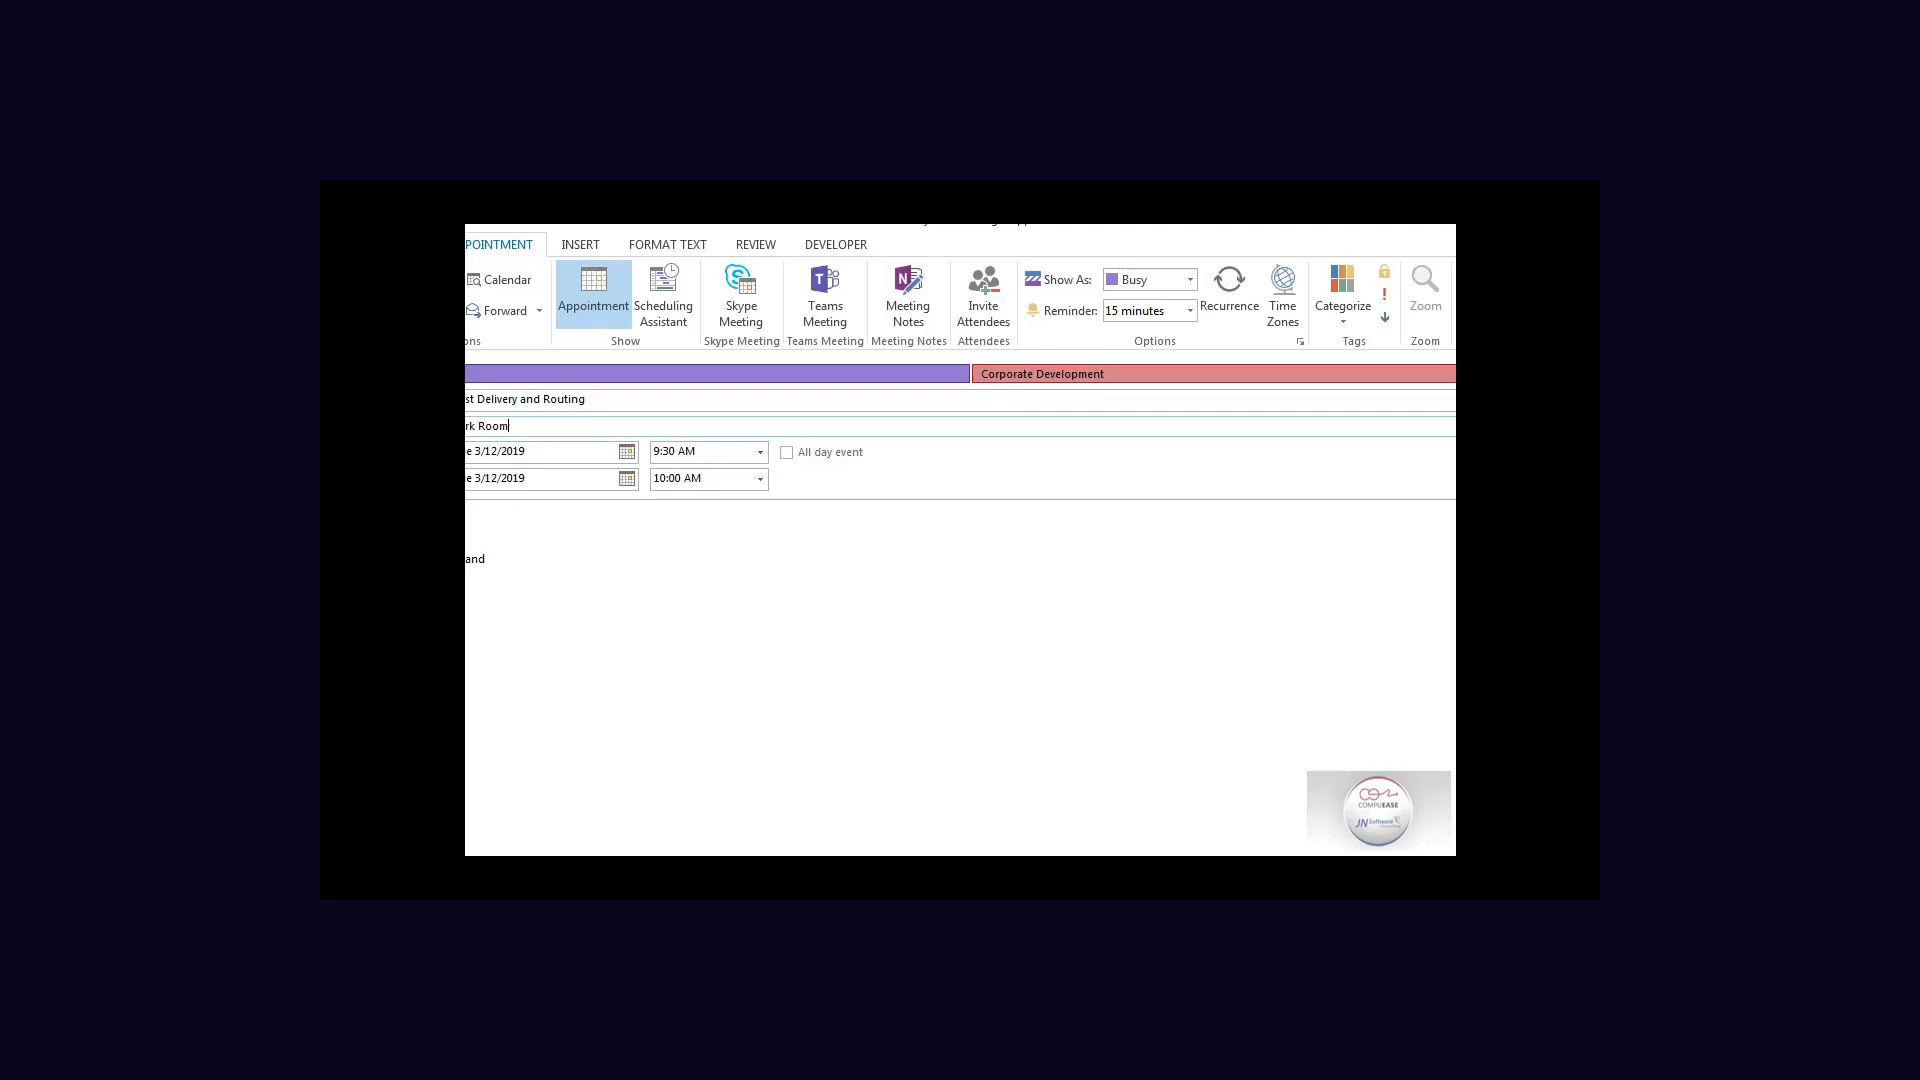 POINTMENT INSERT FORMAT TEXT REVIEW DEVELOPER
Calendar
Forward
ons
Appointment
Scheduling
Assistant
Show
Skype
Meeting
Skype Meeting
Teams
Meeting
Teams Meeting
Meeting
Notes
Meeting Notes
Invite
Attendees
Attendees
Show As: Busy
Reminder: 15 minutes
Recurrence
Time
Zones
Options
Categorize
Tags
Zoom
Zoom
Corporate Development
st Delivery and Routing
rk Room
e 3/12/2019 9:30 AM All day event
e 3/12/2019 10:00 AM
and
COMPUEASE
JN Software